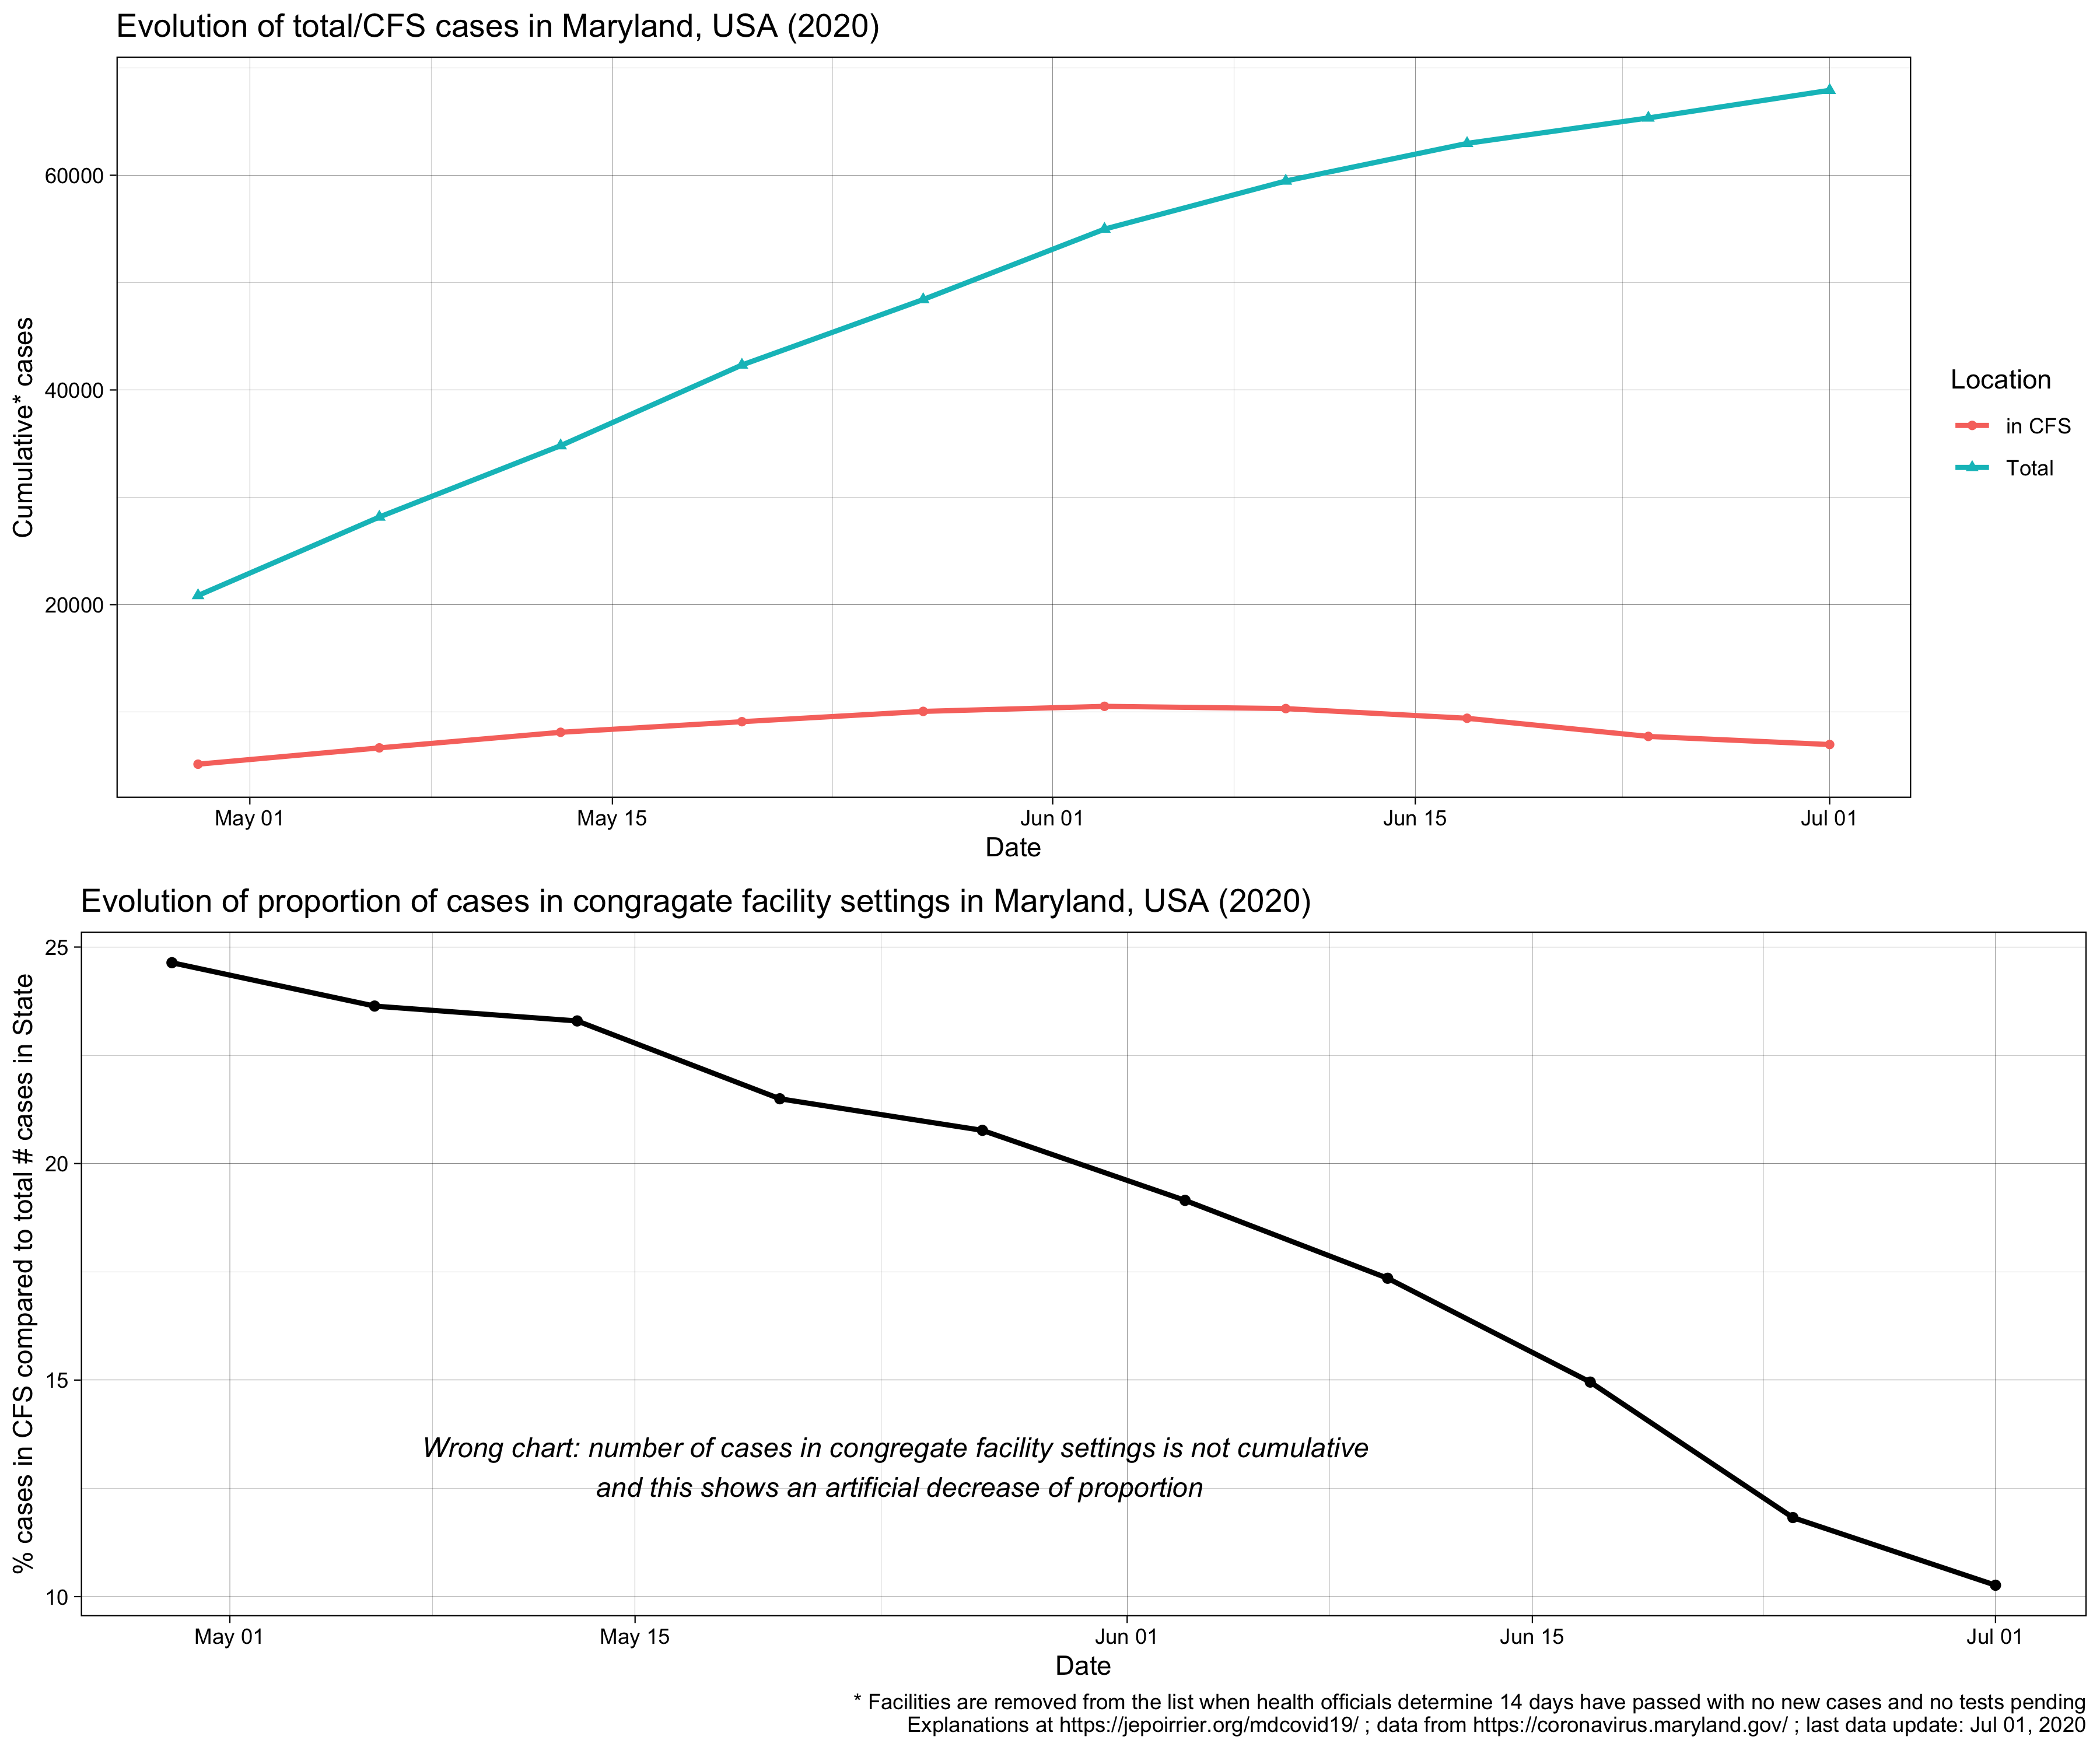 Evolution of total/CFS cases in Maryland, USA (2020)
Cumulative* cases
60000
40000
20000
May 01
May 15
Jun 01
Jun 15
Jul 01
Date
Location
in CFS
Total
Evolution of proportion of cases in congragate facility settings in Maryland, USA (2020)
% cases in CFS compared to total # cases in State
25
20
15
10
Wrong chart: number of cases in congregate facility settings is not cumulative
and this shows an artificial decrease of proportion
May 01
May 15
Jun 01
Jun 15
Jul 01
Date
* Facilities are removed from the list when health officials determine 14 days have passed with no new cases and no tests pending
Explanations at https://jepoirrier.org/mdcovid19/ ; data from https://coronavirus.maryland.gov/ ; last data update: Jul 01, 2020